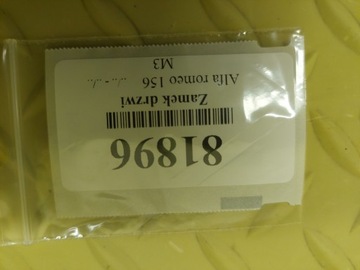 81896
Zamek drzwi
Alfa romeo 156 ../.. - ../..
M3